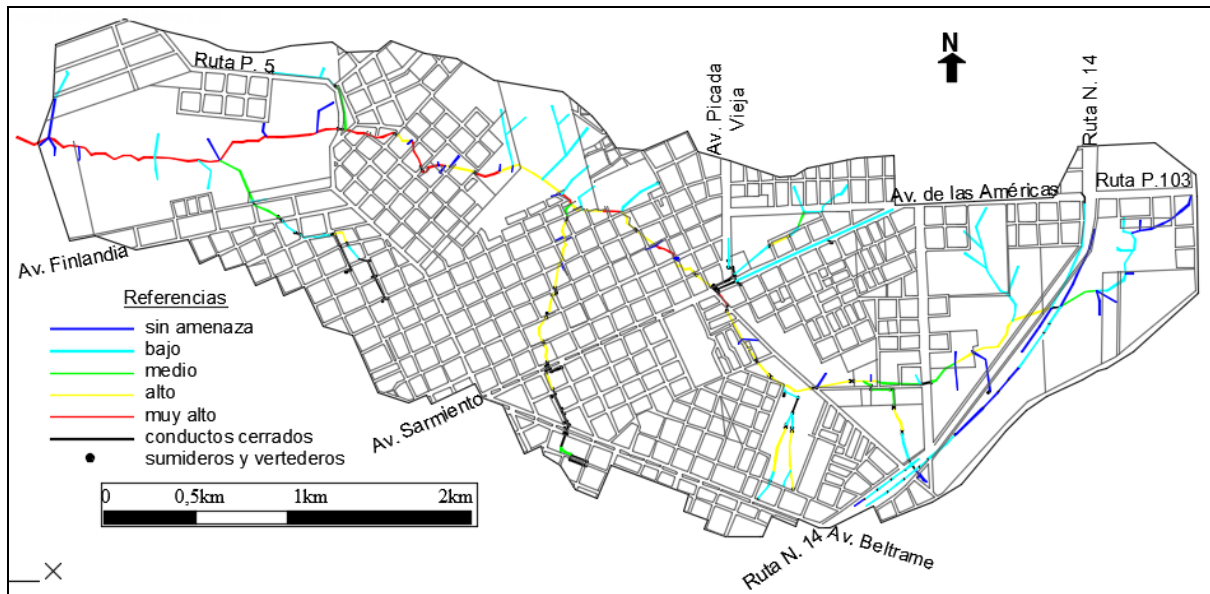 N
Ruta P. 5
Av. Picada
Vieja
Ruta N. 14
Av. de las Américas
Ruta P.103
Av. Finlandia
Referencias
sin amenaza
bajo
medio
alto
muy alto
conductos cerrados
sumideros y vertederos
Av. Sarmiento
0 0,5km 1km 2km
Ruta N. 14
Av. Beltrame